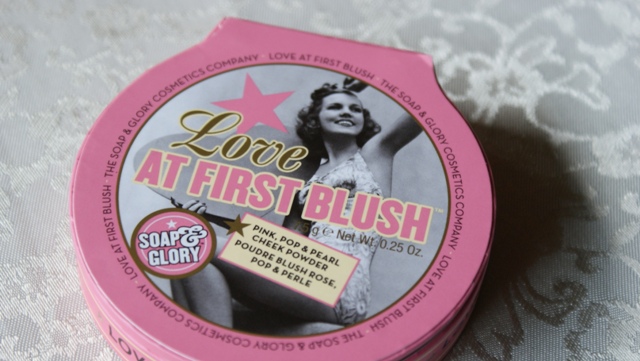 LOVE AT FIRST BLUSH · THE SOAP & GLORY COSMETICS COMPANY LOVE AT FIRST BLUSH THE SOAP & GLORY COSMETICS COMPANY · LOVE AT FIRST BLUSH · THE SOAP & GLORY COSMETICS COMPANY ·
Love
AT FIRST BLUSH™
g e Net Wt. 0.25 Oz.
SOAP&
GLORY
PINK, POP & PEARL
CHEEK POWDER
POUDRE BLUSH ROSE,
POP & PERLE